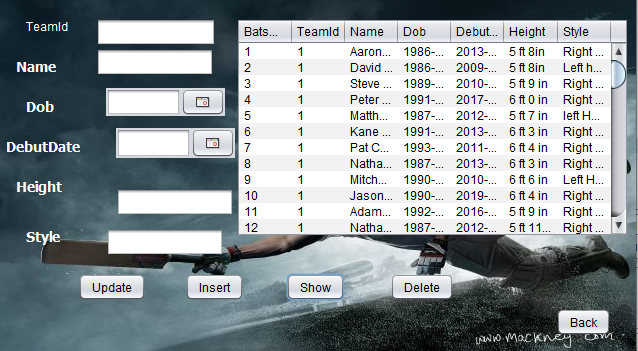 TeamId
Name
Dob
DebutDate
Height
Style
Bats... TeamId Name Dob Debut... Height Style
1 1 Aaron... 1986-... 2013-... 5 ft 8in Right ...
2 1 David ... 1986-... 2009-... 5 ft 8in Left h...
3 1 Steve ... 1989-... 2010-... 5 ft 9 in Right ...
4 1 Peter ... 1991-... 2017-... 6 ft 0 in Right ...
5 1 Matth... 1987-... 2012-... 5 ft 7 in left H...
6 1 Kane ... 1991-... 2013-... 6 ft 3 in Right ...
7 1 Pat C... 1993-... 2011-... 6 ft 4 in Right ...
8 1 Natha... 1987-... 2013-... 6 ft 3 in Right ...
9 1 Mitch... 1990-... 2010-... 6 ft 6 in Left H...
10 1 Jason... 1990-... 2019-... 6 ft 4 in Right ...
11 1 Adam... 1992-... 2016-... 5 ft 9 in Right ...
12 1 Natha... 1987-... 2012-... 5 ft 11... Right ...
Update Insert Show Delete
Back
www.mackney.com